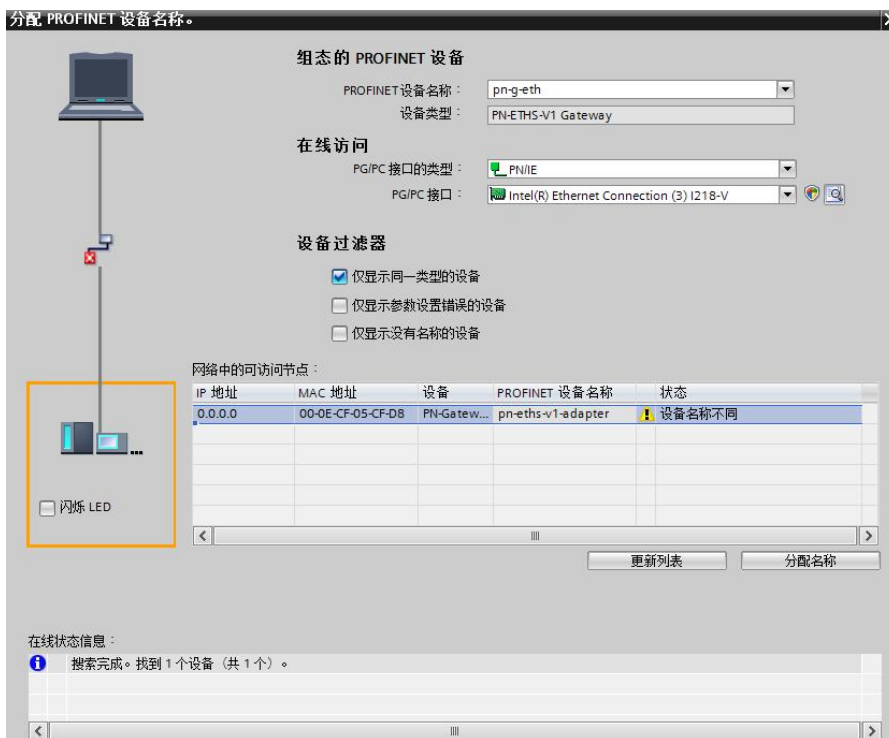 分配 PROFINET 设备名称。
组态的 PROFINET 设备
PROFINET设备名称：
pn-g-eth
设备类型：
PN-ETHS-V1 Gateway
在线访问
PG/PC 接口的类型：
PN/IE
PG/PC 接口：
Intel(R) Ethernet Connection (3) I218-V
设备过滤器
仅显示同一类型的设备
仅显示参数设置错误的设备
仅显示没有名称的设备
网络中的可访问节点：
IP 地址 MAC 地址 设备 PROFINET 设备名称 状态
0.0.0.0 00-0E-CF-05-CF-D8 PN-Gatew... pn-eths-v1-adapter 设备名称不同
闪烁 LED
更新列表 分配名称
在线状态信息：
搜索完成。找到 1 个设备（共 1 个）。